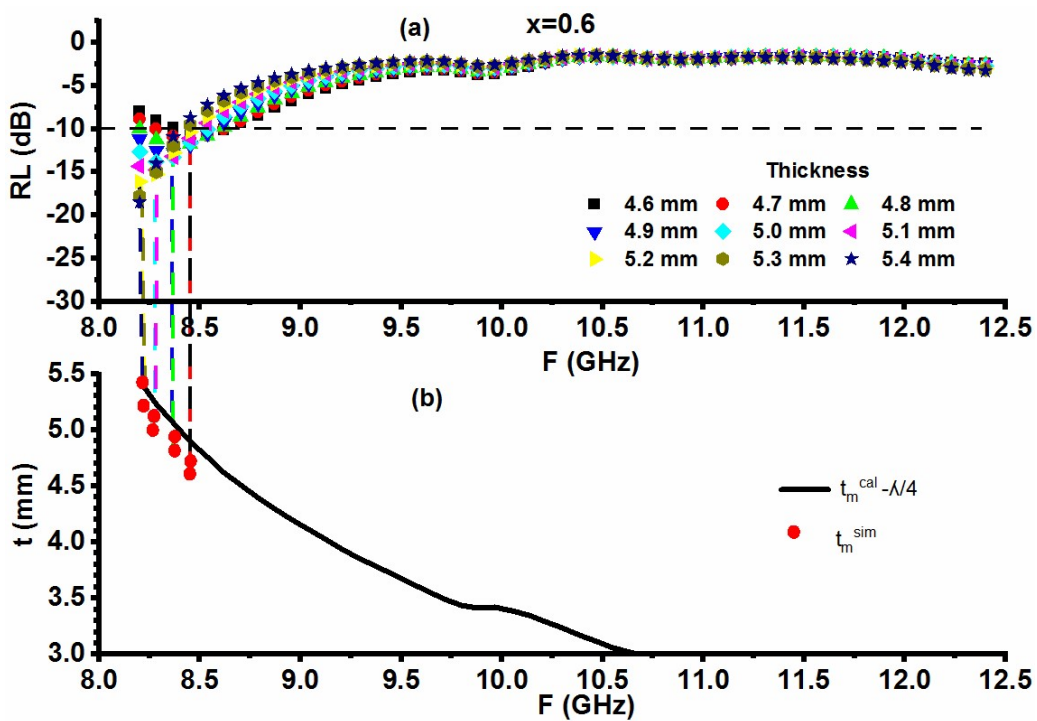 (a) x=0.6
0
-5
-10
-15
-20
-25
-30
RL (dB)
Thickness
4.6 mm 4.7 mm 4.8 mm
4.9 mm 5.0 mm 5.1 mm
5.2 mm 5.3 mm 5.4 mm
8.0 8.5 9.0 9.5 10.0 10.5 11.0 11.5 12.0 12.5
F (GHz)
(b)
5.5
5.0
4.5
4.0
3.5
3.0
t (mm)
tₘᶜᵃˡ -ʎ/4
tₘˢⁱᵐ
8.0 8.5 9.0 9.5 10.0 10.5 11.0 11.5 12.0 12.5
F (GHz)